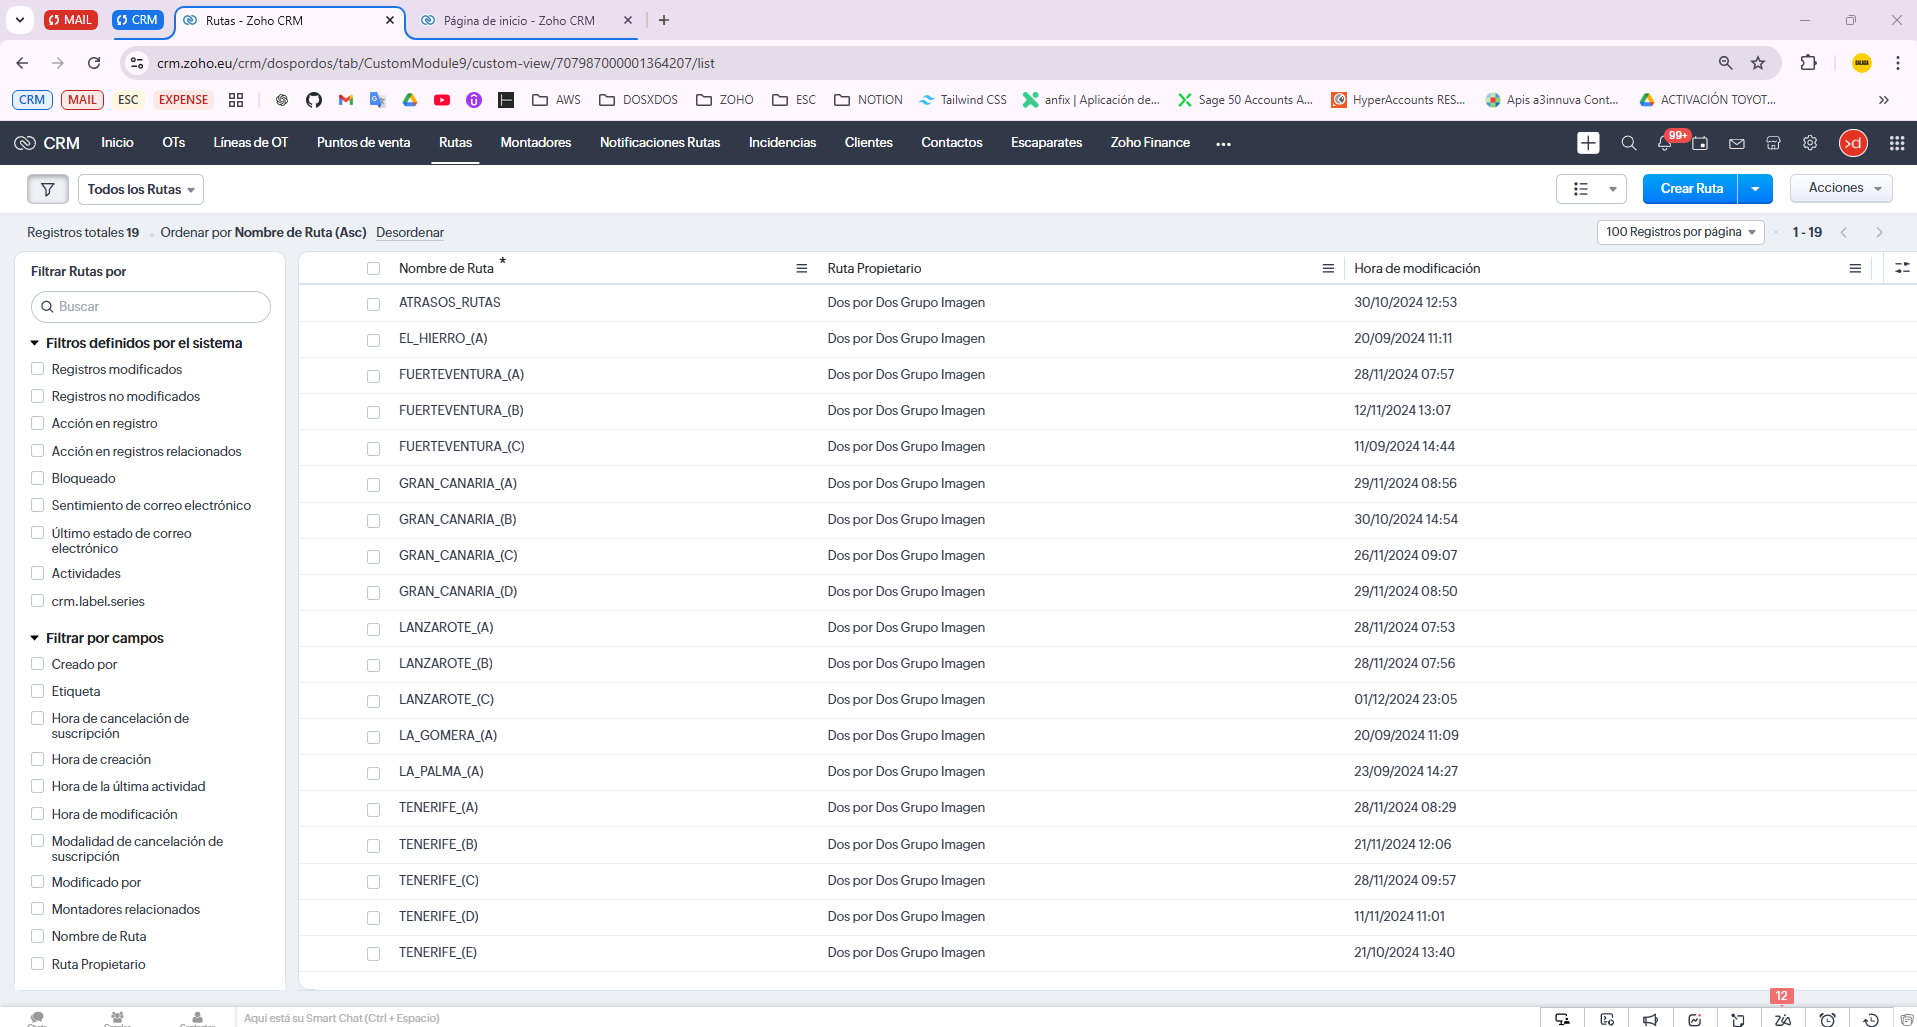 MAIL
CRM
Rutas - Zoho CRM
Página de inicio - Zoho CRM
crm.zoho.eu/crm/dospordos/tab/CustomModule9/custom-view/707987000001364207/list
CRM
MAIL
ESC
EXPENSE
AWS
DOSXDOS
ZOHO
ESC
NOTION
Tailwind CSS
anfix | Aplicación de...
Sage 50 Accounts A...
HyperAccounts RES...
Apis a3innuva Cont...
ACTIVACIÓN TOYOT...
CRM
Inicio
OTs
Líneas de OT
Puntos de venta
Rutas
Montadores
Notificaciones Rutas
Incidencias
Clientes
Contactos
Escaparates
Zoho Finance
99+
Todos los Rutas
Crear Ruta
Acciones
Registros totales 19
Ordenar por Nombre de Ruta (Asc)
Desordenar
100 Registros por página
1 - 19
Filtrar Rutas por
Buscar
Filtros definidos por el sistema
Registros modificados
Registros no modificados
Acción en registro
Acción en registros relacionados
Bloqueado
Sentimiento de correo electrónico
Último estado de correo
electrónico
Actividades
crm.label.series
Filtrar por campos
Creado por
Etiqueta
Hora de cancelación de
suscripción
Hora de creación
Hora de la última actividad
Hora de modificación
Modalidad de cancelación de
suscripción
Modificado por
Montadores relacionados
Nombre de Ruta
Ruta Propietario
Nombre de Ruta * Ruta Propietario Hora de modificación
ATRASOS_RUTAS Dos por Dos Grupo Imagen 30/10/2024 12:53
EL_HIERRO_(A) Dos por Dos Grupo Imagen 20/09/2024 11:11
FUERTEVENTURA_(A) Dos por Dos Grupo Imagen 28/11/2024 07:57
FUERTEVENTURA_(B) Dos por Dos Grupo Imagen 12/11/2024 13:07
FUERTEVENTURA_(C) Dos por Dos Grupo Imagen 11/09/2024 14:44
GRAN_CANARIA_(A) Dos por Dos Grupo Imagen 29/11/2024 08:56
GRAN_CANARIA_(B) Dos por Dos Grupo Imagen 30/10/2024 14:54
GRAN_CANARIA_(C) Dos por Dos Grupo Imagen 26/11/2024 09:07
GRAN_CANARIA_(D) Dos por Dos Grupo Imagen 29/11/2024 08:50
LANZAROTE_(A) Dos por Dos Grupo Imagen 28/11/2024 07:53
LANZAROTE_(B) Dos por Dos Grupo Imagen 28/11/2024 07:56
LANZAROTE_(C) Dos por Dos Grupo Imagen 01/12/2024 23:05
LA_GOMERA_(A) Dos por Dos Grupo Imagen 20/09/2024 11:09
LA_PALMA_(A) Dos por Dos Grupo Imagen 23/09/2024 14:27
TENERIFE_(A) Dos por Dos Grupo Imagen 28/11/2024 08:29
TENERIFE_(B) Dos por Dos Grupo Imagen 21/11/2024 12:06
TENERIFE_(C) Dos por Dos Grupo Imagen 28/11/2024 09:57
TENERIFE_(D) Dos por Dos Grupo Imagen 11/11/2024 11:01
TENERIFE_(E) Dos por Dos Grupo Imagen 21/10/2024 13:40
12
Aquí está su Smart Chat (Ctrl + Espacio)